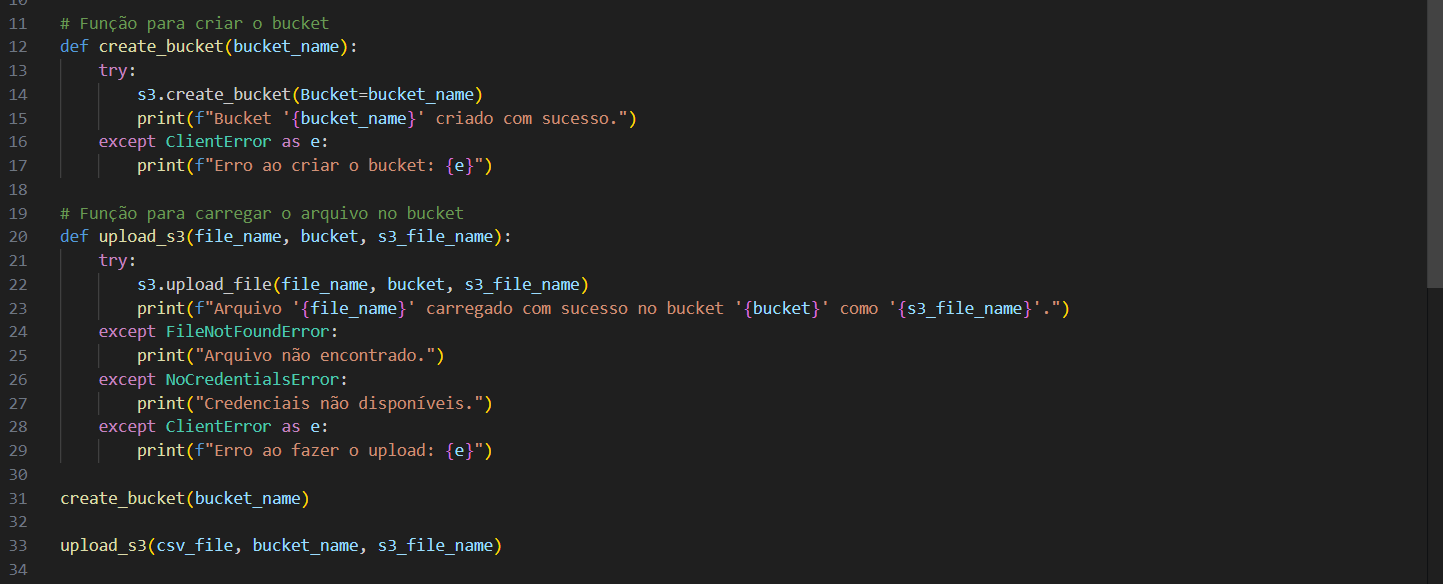 10
11 # Função para criar o bucket
12 def create_bucket(bucket_name):
13     try:
14         s3.create_bucket(Bucket=bucket_name)
15         print(f"Bucket '{bucket_name}' criado com sucesso.")
16     except ClientError as e:
17         print(f"Erro ao criar o bucket: {e}")
18
19 # Função para carregar o arquivo no bucket
20 def upload_s3(file_name, bucket, s3_file_name):
21     try:
22         s3.upload_file(file_name, bucket, s3_file_name)
23         print(f"Arquivo '{file_name}' carregado com sucesso no bucket '{bucket}' como '{s3_file_name}'.")
24     except FileNotFoundError:
25         print("Arquivo não encontrado.")
26     except NoCredentialsError:
27         print("Credenciais não disponíveis.")
28     except ClientError as e:
29         print(f"Erro ao fazer o upload: {e}")
30
31 create_bucket(bucket_name)
32
33 upload_s3(csv_file, bucket_name, s3_file_name)
34